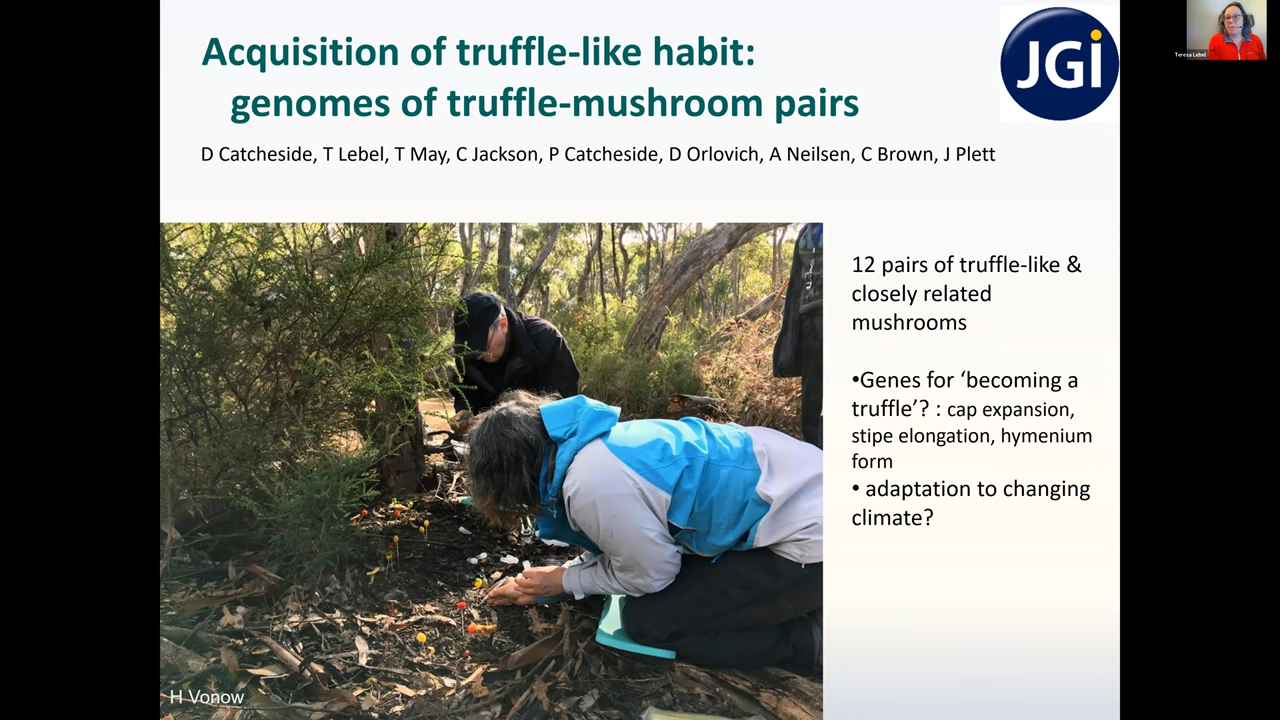 Acquisition of truffle-like habit:
genomes of truffle-mushroom pairs
JGi
Teresa Lebel
D Catcheside, T Lebel, T May, C Jackson, P Catcheside, D Orlovich, A Neilsen, C Brown, J Plett
12 pairs of truffle-like &
closely related
mushrooms
•Genes for ‘becoming a
truffle’? : cap expansion,
stipe elongation, hymenium
form
• adaptation to changing
climate?
H Vonow